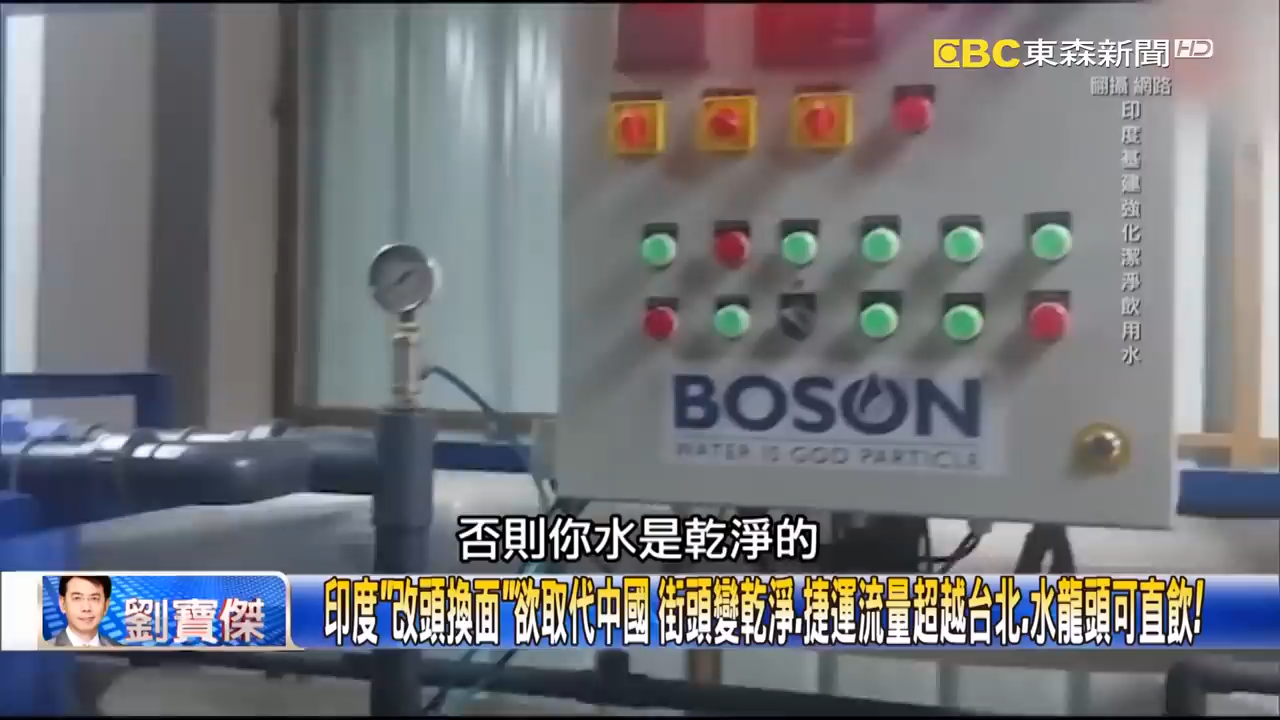 EBC東森新聞HD
翻攝 網路
印度基建強化潔淨飲用水
BOSON
WATER IS GOD PARTICLE
否則你水是乾淨的
劉寶傑
印度"改頭換面"欲取代中國 街頭變乾淨.捷運流量超越台北.水龍頭可直飲!